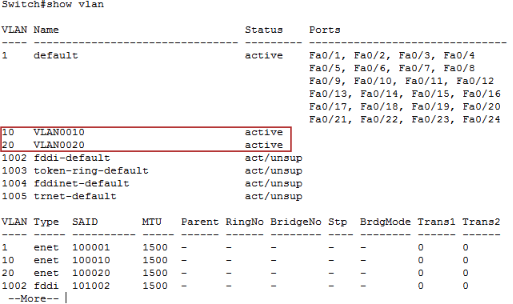 Switch#show vlan
VLAN Name Status Ports
---- -------------------------------- --------- -------------------------------
1 default active Fa0/1, Fa0/2, Fa0/3, Fa0/4
Fa0/5, Fa0/6, Fa0/7, Fa0/8
Fa0/9, Fa0/10, Fa0/11, Fa0/12
Fa0/13, Fa0/14, Fa0/15, Fa0/16
Fa0/17, Fa0/18, Fa0/19, Fa0/20
Fa0/21, Fa0/22, Fa0/23, Fa0/24
10 VLAN0010 active
20 VLAN0020 active
1002 fddi-default act/unsup
1003 token-ring-default act/unsup
1004 fddinet-default act/unsup
1005 trnet-default act/unsup
VLAN Type SAID MTU Parent RingNo BridgeNo Stp BrdgMode Trans1 Trans2
---- ----- ---------- ----- ------ ------ -------- ---- -------- ------ ------
1 enet 100001 1500 - - - - - 0 0
10 enet 100010 1500 - - - - - 0 0
20 enet 100020 1500 - - - - - 0 0
1002 fddi 101002 1500 - - - - - 0 0
--More--